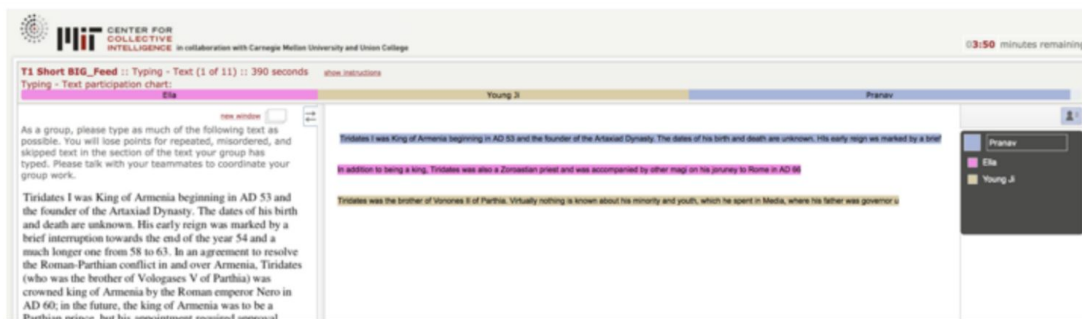 CENTER FOR
COLLECTIVE
INTELLIGENCE in collaboration with Carnegie Mellon University and Union College
03:50 minutes remaining
T1 Short BIG_Feed :: Typing - Text (1 of 11) :: 390 seconds show instructions
Typing - Text participation chart:
Ella Young Ji Pranav
new window
As a group, please type as much of the following text as
possible. You will lose points for repeated, misordered, and
skipped text in the section of the text your group has
typed. Please talk with your teammates to coordinate your
group work.
Tiridates I was King of Armenia beginning in AD 53 and
the founder of the Artaxiad Dynasty. The dates of his birth
and death are unknown. His early reign was marked by a
brief interruption towards the end of the year 54 and a
much longer one from 58 to 63. In an agreement to resolve
the Roman-Parthian conflict in and over Armenia, Tiridates
(who was the brother of Vologases V of Parthia) was
crowned king of Armenia by the Roman emperor Nero in
AD 60; in the future, the king of Armenia was to be a
Parthian prince, but his appointment required approval
Tiridates I was King of Armenia beginning in AD 53 and the founder of the Artaxiad Dynasty. The dates of his birth and death are unknown. His early reign ws marked by a brief
In addition to being a king, Tiridates was also a Zoroastian priest and was accompanied by other magi on his joruney to Rome in AD 66
Tiridates was the brother of Vonones II of Parthia. Virtually nothing is known about his minority and youth, which he spent in Media, where his father was governor u
Pranav
Ella
Young Ji